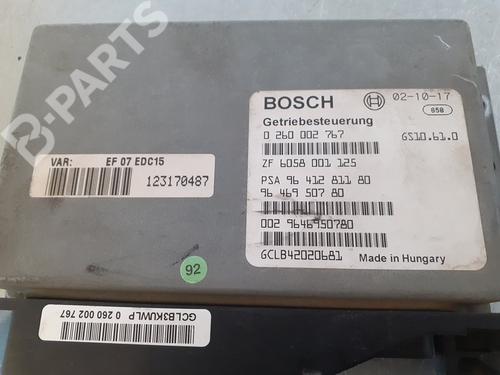 B-PARTS
BOSCH
02-10-17
658
Getriebesteuerung
0 260 002 767
GS10.61.0
ZF 6058 001 125
PSA 96 412 811 80
96 469 507 80
002 9646950780
GCLB42020681
Made in Hungary
VAR: EF 07 EDC15
123170487
92
GCLB3KUWLP 0 260 002 767